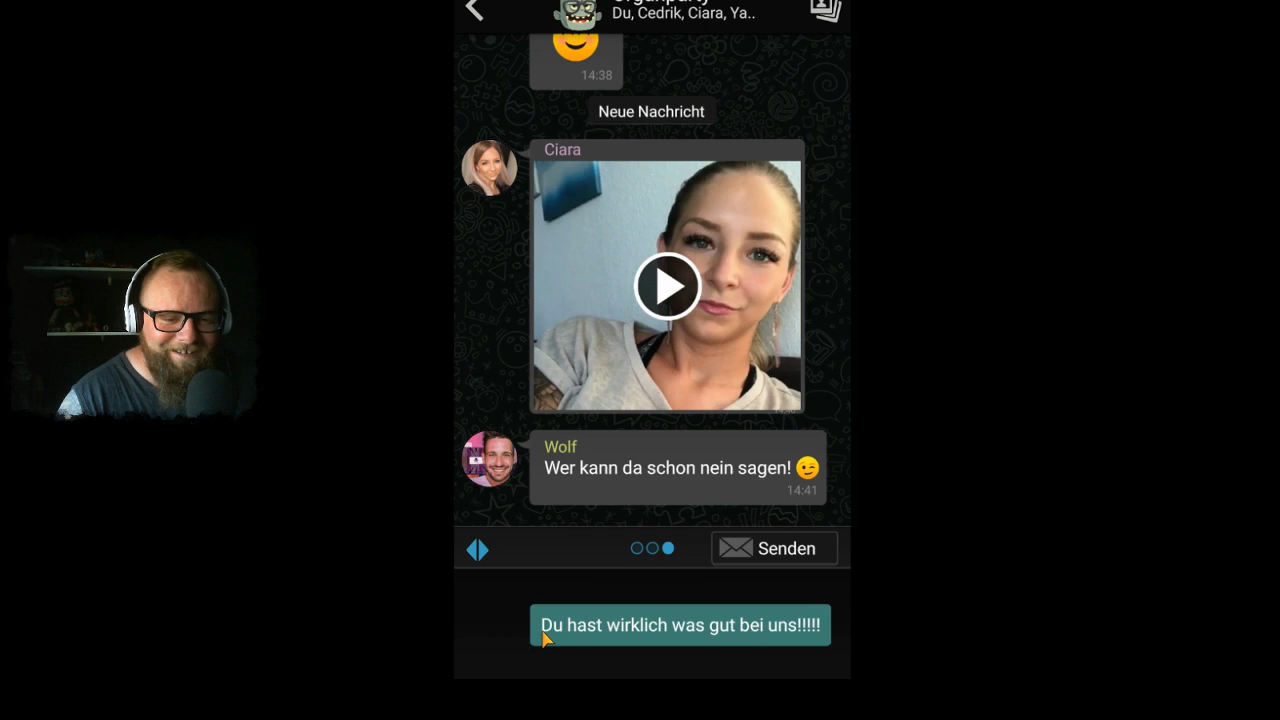 Du, Cedrik, Ciara, Ya..
14:38
Neue Nachricht
Ciara
Wolf
Wer kann da schon nein sagen! 😉
14:41
Senden
Du hast wirklich was gut bei uns!!!!!